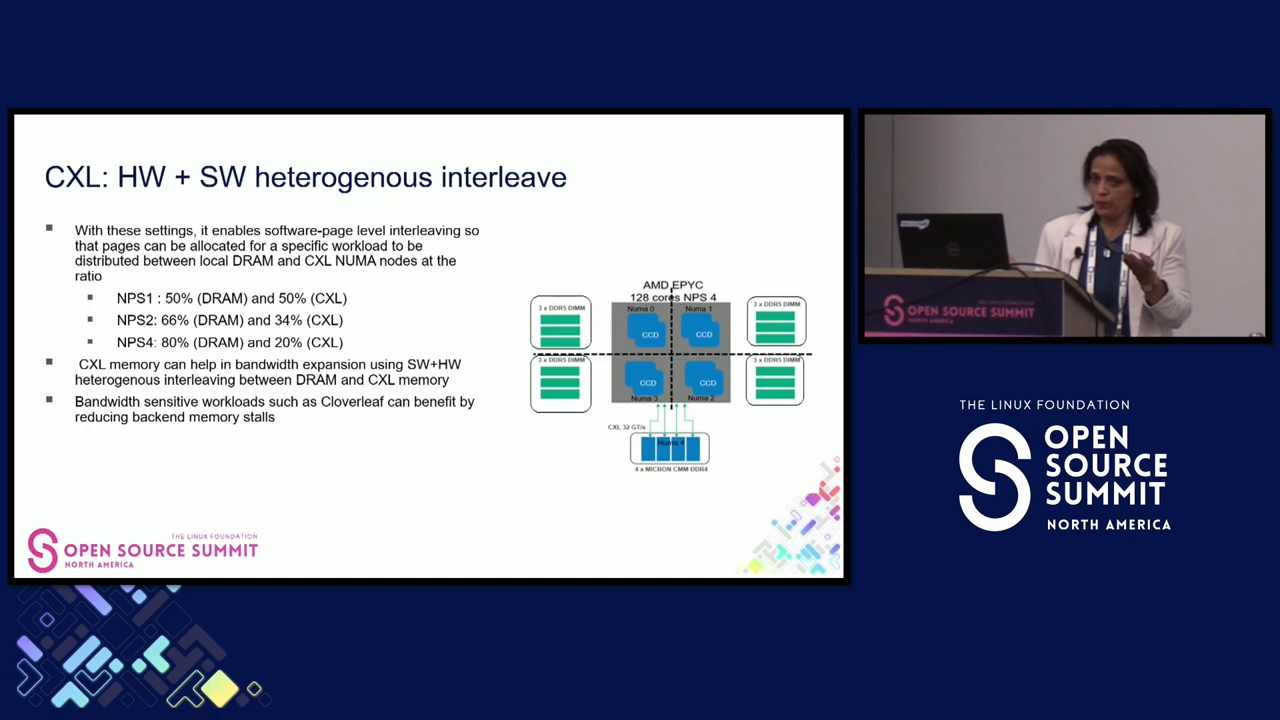 CXL: HW + SW heterogenous interleave
With these settings, it enables software-page level interleaving so
that pages can be allocated for a specific workload to be
distributed between local DRAM and CXL NUMA nodes at the
ratio
NPS1 : 50% (DRAM) and 50% (CXL)
NPS2: 66% (DRAM) and 34% (CXL)
NPS4: 80% (DRAM) and 20% (CXL)
CXL memory can help in bandwidth expansion using SW+HW
heterogenous interleaving between DRAM and CXL memory
Bandwidth sensitive workloads such as Cloverleaf can benefit by
reducing backend memory stalls
AMD EPYC
128 cores NPS 4
3 x DDR5 DIMM
Numa 0
Numa 1
3 x DDR5 DIMM
CCD
CCD
3 x DDR5 DIMM
3 x DDR5 DIMM
CCD
CCD
Numa 3
Numa 2
CXL 32 GT/s
Numa 4
4 x MICRON CMM DDR4
THE LINUX FOUNDATION
OPEN SOURCE SUMMIT
NORTH AMERICA
OPEN SOURCE SUMMIT
NORTH AMERICA
THE LINUX FOUNDATION
OPEN
SOURCE
SUMMIT
NORTH AMERICA